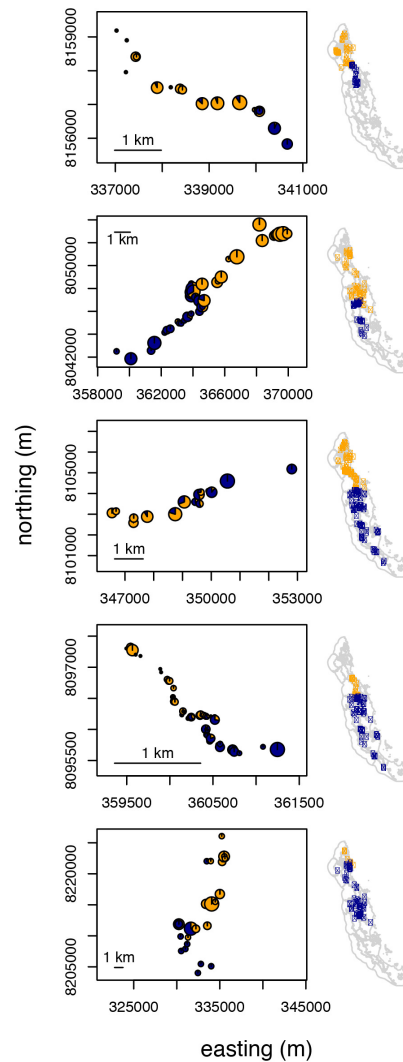 8159000
8156000
1 km
337000 339000 341000
1 km
8050000
8042000
358000 362000 366000 370000
northing (m)
8105000
8101000
1 km
347000 350000 353000
8097000
8095500
1 km
359500 360500 361500
8220000
8205000
1 km
325000 335000 345000
easting (m)